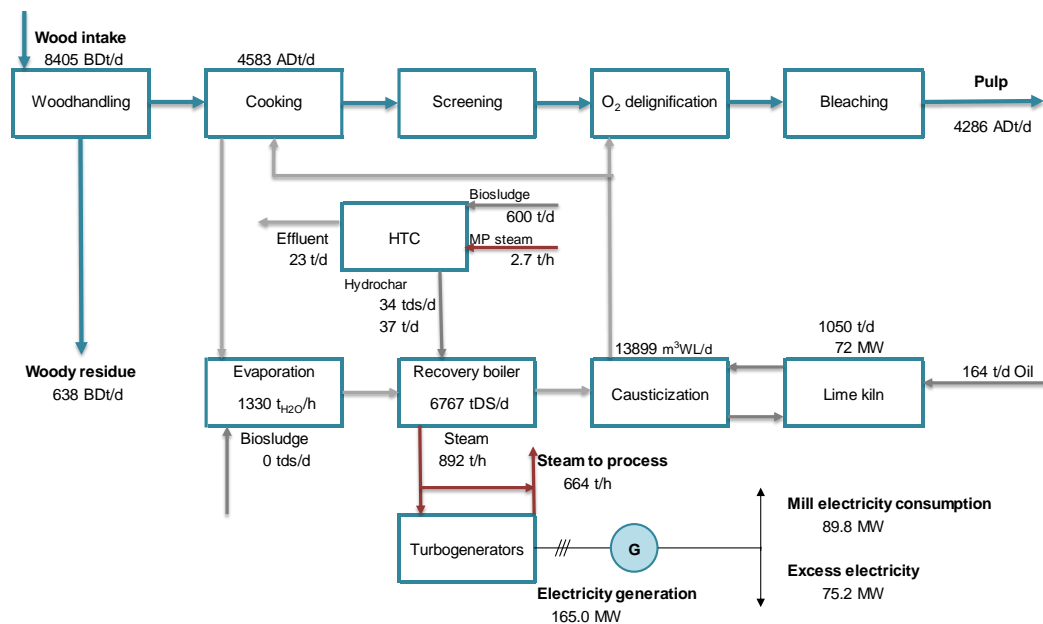 Wood intake
8405 BDt/d
4583 ADt/d
Woodhandling
Cooking
Screening
O₂ delignification
Bleaching
Pulp
4286 ADt/d
Biosludge
600 t/d
HTC
Effluent
23 t/d
MP steam
2.7 t/h
Hydrochar
34 tds/d
37 t/d
Woody residue
638 BDt/d
Evaporation
1330 tH2O/h
Recovery boiler
6767 tDS/d
13899 m³WL/d
Causticization
1050 t/d
72 MW
Lime kiln
164 t/d Oil
Biosludge
0 tds/d
Steam
892 t/h
Steam to process
664 t/h
Turbogenerators
G
Electricity generation
165.0 MW
Mill electricity consumption
89.8 MW
Excess electricity
75.2 MW